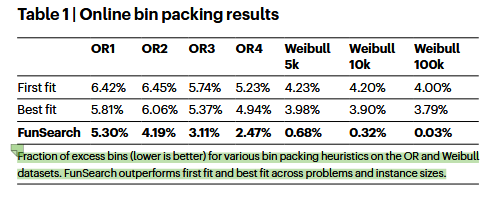 Table 1 | Online bin packing results
OR1 OR2 OR3 OR4 Weibull 5k Weibull 10k Weibull 100k
First fit 6.42% 6.45% 5.74% 5.23% 4.23% 4.20% 4.00%
Best fit 5.81% 6.06% 5.37% 4.94% 3.98% 3.90% 3.79%
FunSearch 5.30% 4.19% 3.11% 2.47% 0.68% 0.32% 0.03%
Fraction of excess bins (lower is better) for various bin packing heuristics on the OR and Weibull
datasets. FunSearch outperforms first fit and best fit across problems and instance sizes.